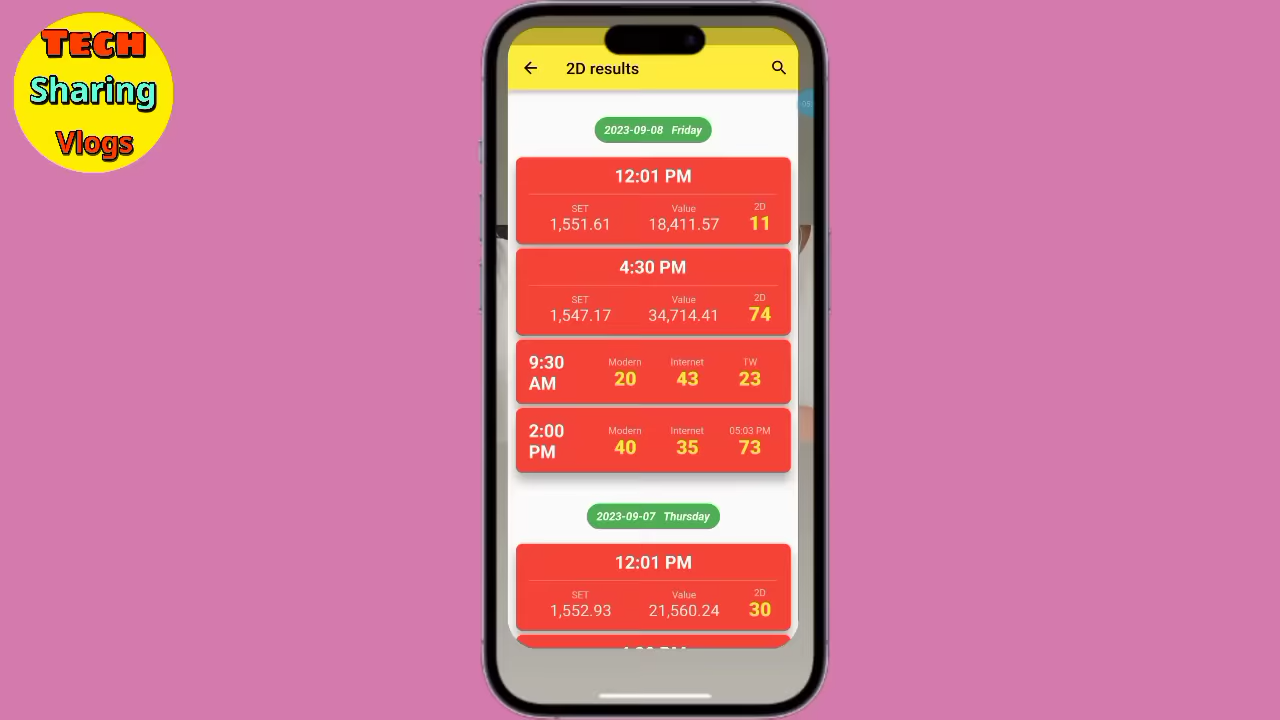 Tech
Sharing
Vlogs
2D results
05
2023-09-08 Friday
12:01 PM
SET Value 2D
1,551.61 18,411.57 11
4:30 PM
SET Value 2D
1,547.17 34,714.41 74
9:30 AM
Modern Internet TW
20 43 23
2:00 PM
Modern Internet 05:03 PM
40 35 73
2023-09-07 Thursday
12:01 PM
SET Value 2D
1,552.93 21,560.24 30